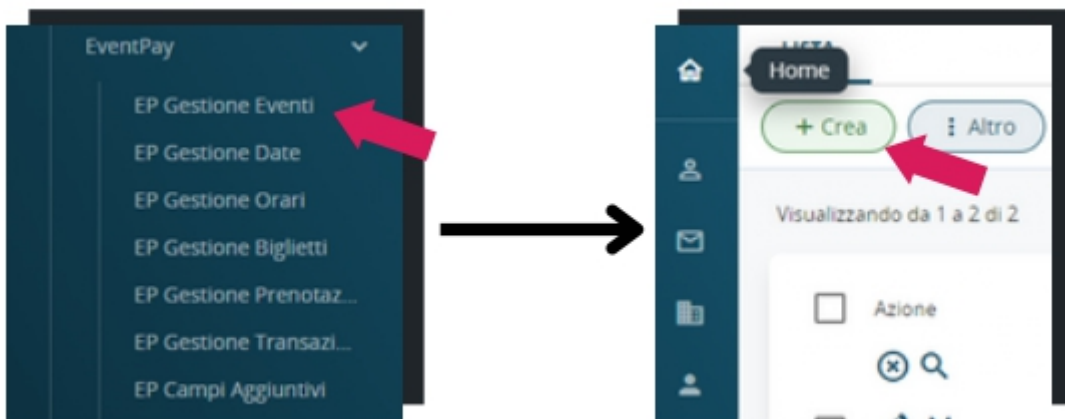 EventPay
EP Gestione Eventi
EP Gestione Date
EP Gestione Orari
EP Gestione Biglietti
EP Gestione Prenotaz...
EP Gestione Transazi...
EP Campi Aggiuntivi
LISTA
Home
+ Crea
Altro
Visualizzando da 1 a 2 di 2
Azione